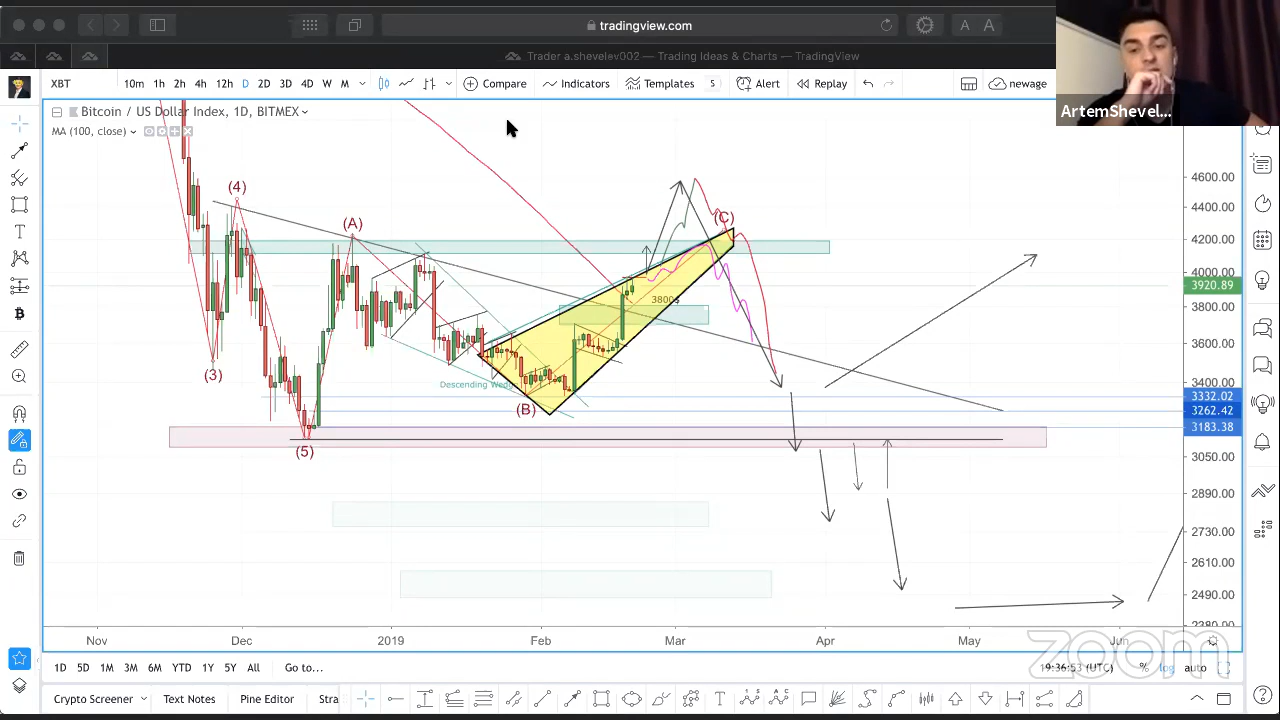 tradingview.com
A A
Trader a.shevelev002 — Trading Ideas & Charts — TradingView
XBT 10m 1h 2h 4h 12h D 2D 3D 4D W M Compare Indicators Templates 5 Alert Replay newage
ArtemShevel...
Bitcoin / US Dollar Index, 1D, BITMEX
MA (100, close)
4600.00
(4)
4400.00
(A)
(C)
4200.00
4000.00
3920.89
3800$
3800.00
3600.00
(3)
3400.00
Descending Wedge
3332.02
(B)
3262.42
3183.38
(5)
3050.00
2890.00
2730.00
2610.00
2490.00
2380.00
Nov Dec 2019 Feb Mar Apr May Jun
zoom
1D 5D 1M 3M 6M YTD 1Y 5Y All Go to... 19:36:53 (UTC) % log auto
Crypto Screener Text Notes Pine Editor Stra